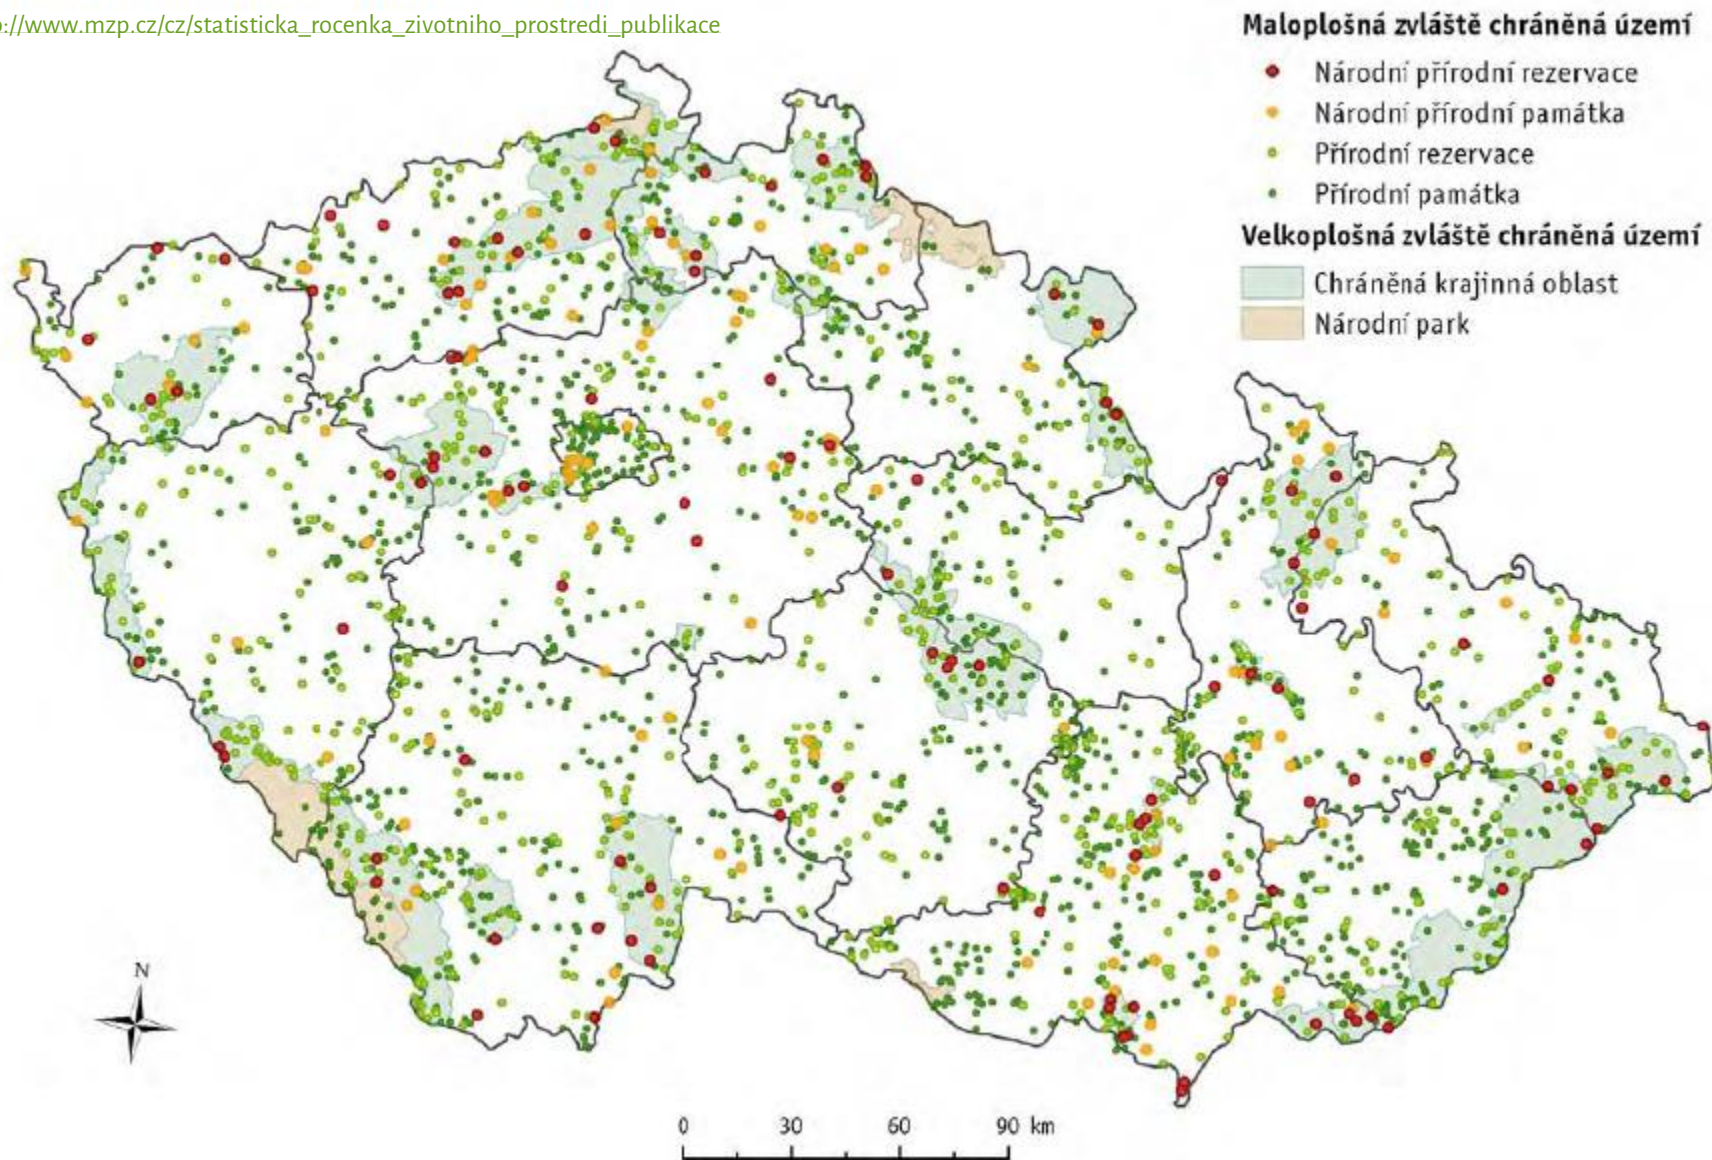 ://www.mzp.cz/cz/statisticka_rocenka_zivotniho_prostredi_publikace
Maloplošná zvláště chráněná území
Národní přírodní rezervace
Národní přírodní památka
Přírodní rezervace
Přírodní památka
Velkoplošná zvláště chráněná území
Chráněná krajinná oblast
Národní park
N
0 30 60 90 km